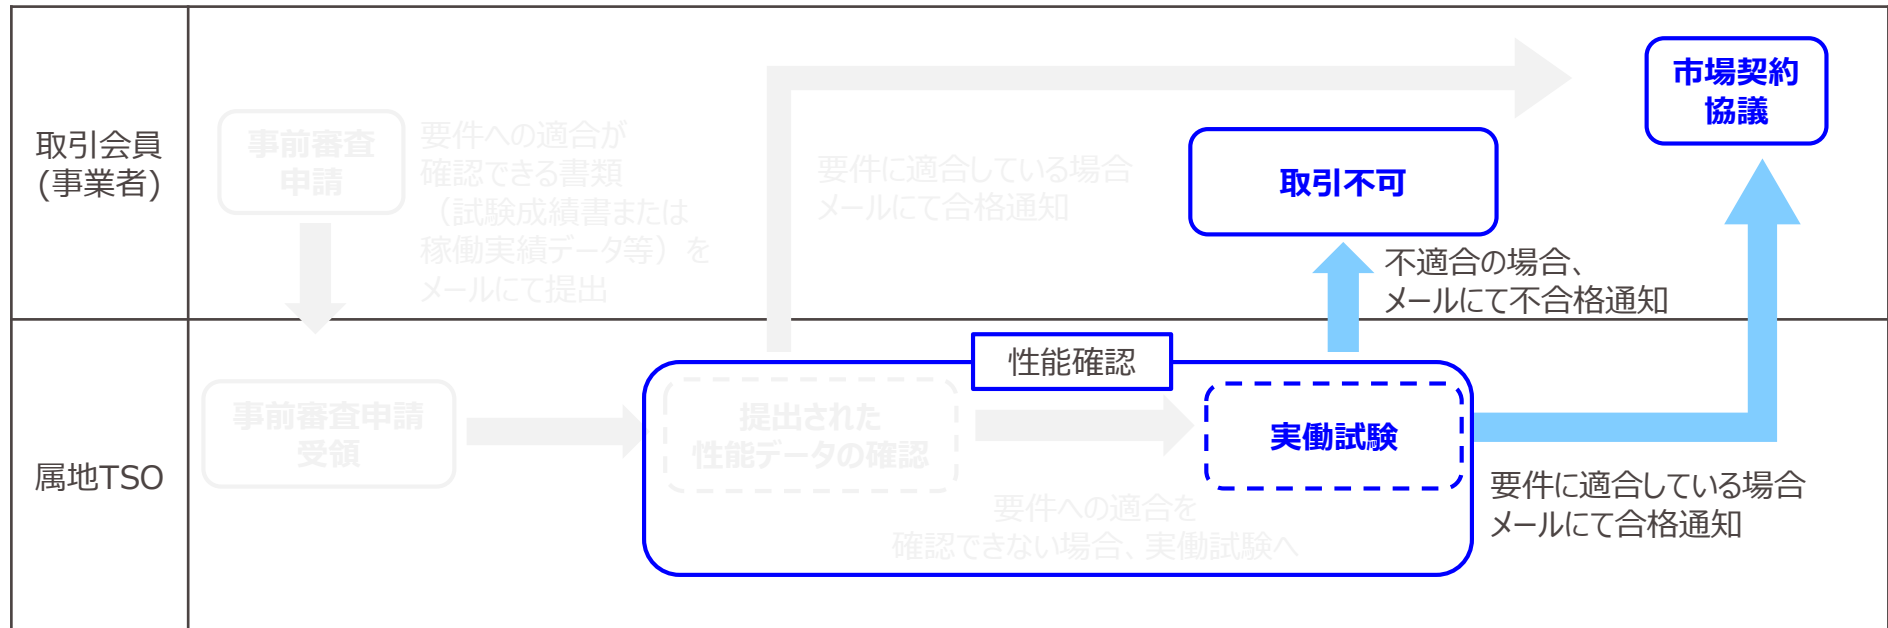 取引会員
(事業者)
事前審査
申請
要件への適合が
確認できる書類
（試験成績書または
稼働実績データ等）を
メールにて提出
要件に適合している場合
メールにて合格通知
取引不可
市場契約
協議
不適合の場合、
メールにて不合格通知
属地TSO
事前審査申請
受領
性能確認
提出された
性能データの確認
実働試験
要件への適合を
確認できない場合、実働試験へ
要件に適合している場合
メールにて合格通知